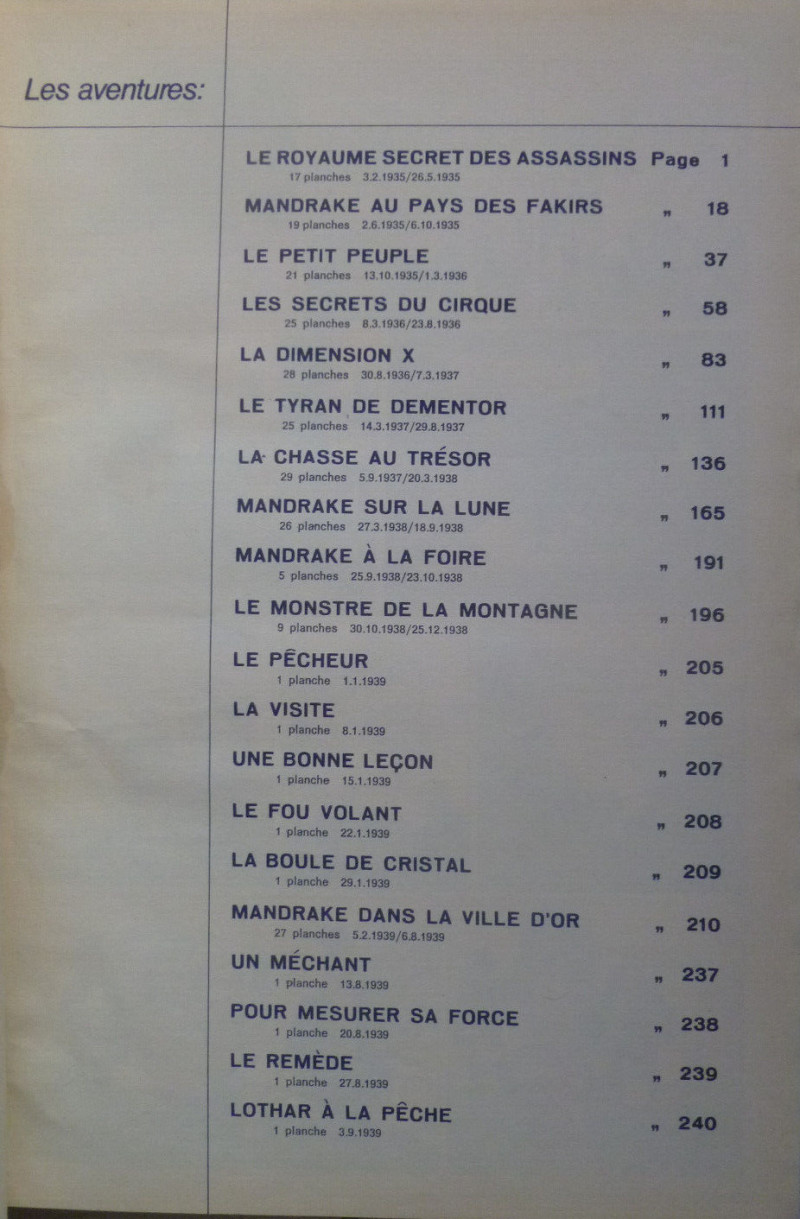 Les aventures:
LE ROYAUME SECRET DES ASSASSINS Page 1
17 planches 3.2.1935/26.5.1935
MANDRAKE AU PAYS DES FAKIRS „ 18
19 planches 2.6.1935/6.10.1935
LE PETIT PEUPLE „ 37
21 planches 13.10.1935/1.3.1936
LES SECRETS DU CIRQUE „ 58
25 planches 8.3.1936/23.8.1936
LA DIMENSION X „ 83
28 planches 30.8.1936/7.3.1937
LE TYRAN DE DEMENTOR „ 111
25 planches 14.3.1937/29.8.1937
LA CHASSE AU TRÉSOR „ 136
29 planches 5.9.1937/20.3.1938
MANDRAKE SUR LA LUNE „ 165
26 planches 27.3.1938/18.9.1938
MANDRAKE À LA FOIRE „ 191
5 planches 25.9.1938/23.10.1938
LE MONSTRE DE LA MONTAGNE „ 196
9 planches 30.10.1938/25.12.1938
LE PÊCHEUR „ 205
1 planche 1.1.1939
LA VISITE „ 206
1 planche 8.1.1939
UNE BONNE LEÇON „ 207
1 planche 15.1.1939
LE FOU VOLANT „ 208
1 planche 22.1.1939
LA BOULE DE CRISTAL „ 209
1 planche 29.1.1939
MANDRAKE DANS LA VILLE D'OR „ 210
27 planches 5.2.1939/6.8.1939
UN MÉCHANT „ 237
1 planche 13.8.1939
POUR MESURER SA FORCE „ 238
1 planche 20.8.1939
LE REMÈDE „ 239
1 planche 27.8.1939
LOTHAR À LA PÊCHE „ 240
1 planche 3.9.1939